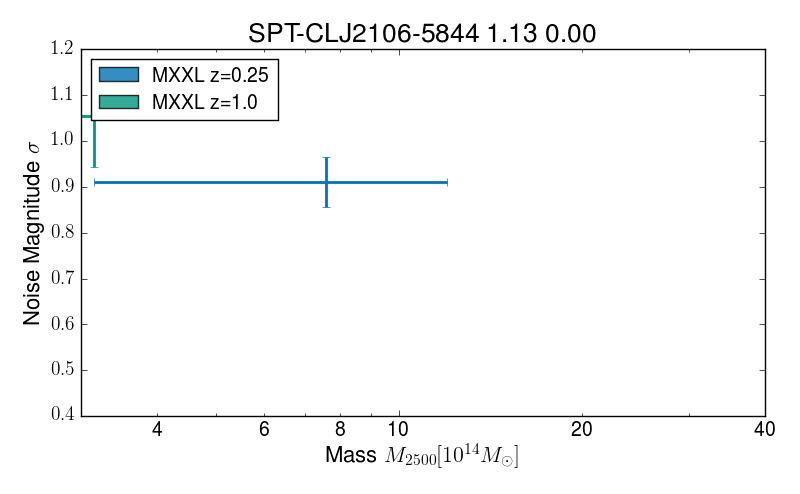 SPT-CLJ2106-5844 1.13 0.00
1.2
MXXL z=0.25
MXXL z=1.0
1.1
1.0
0.9
0.8
0.7
0.6
0.5
0.4
Noise Magnitude σ
4 6 8 10 20 40
Mass M₂₅₀₀[10¹⁴M☉]